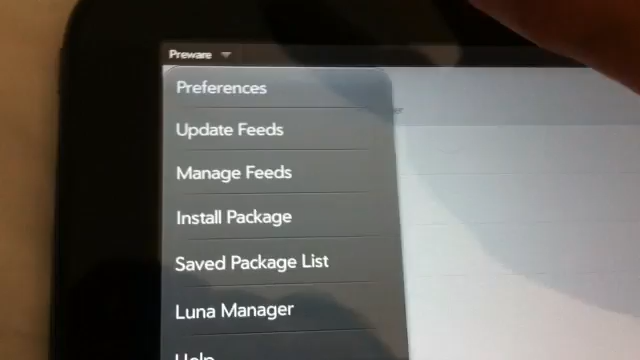 Preware
Preferences
Update Feeds
Manage Feeds
Install Package
Saved Package List
Luna Manager
Help